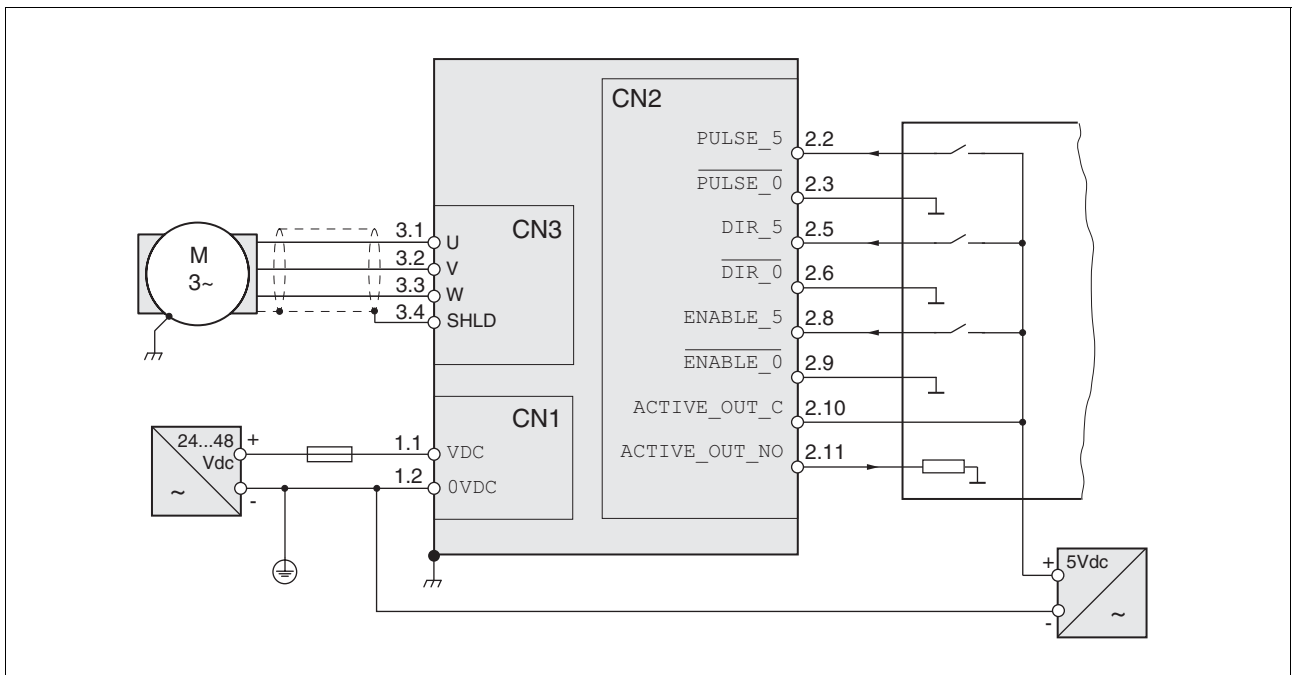 CN2
PULSE_5 2.2
PULSE_0 2.3
DIR_5 2.5
DIR_0 2.6
ENABLE_5 2.8
ENABLE_0 2.9
ACTIVE_OUT_C 2.10
ACTIVE_OUT_NO 2.11
M
3~
3.1 U
3.2 V
3.3 W
3.4 SHLD
CN3
24...48
Vdc
~
+
-
1.1 VDC
1.2 0VDC
CN1
+ 5Vdc
- ~